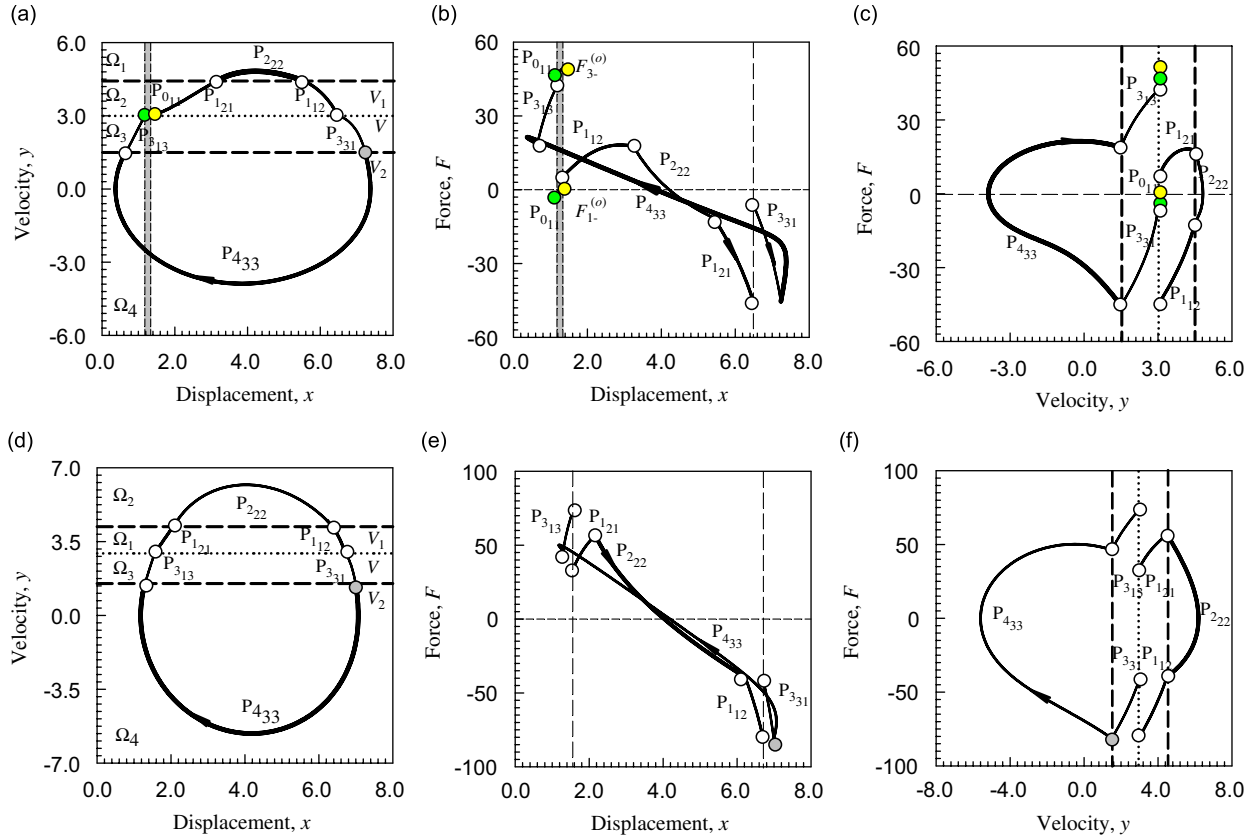 (a)
6.0
3.0
0.0
-3.0
-6.0
Velocity, y
Ω1
Ω2
Ω3
Ω4
P222
P011
P121
P112
P313
P331
P433
V1
V
V2
0.0
2.0
4.0
6.0
8.0
Displacement, x
(b)
60
30
0
-30
-60
Force, F
P011
F3-(o)
P313
P112
P222
P011
F1-(o)
P433
P331
P121
0.0
2.0
4.0
6.0
8.0
Displacement, x
(c)
60
30
0
-30
-60
Force, F
P313
P121
P011
P222
P331
P433
P112
-6.0
-3.0
0.0
3.0
6.0
Velocity, y
(d)
7.0
3.5
0.0
-3.5
-7.0
Velocity, y
Ω2
Ω1
Ω3
Ω4
P222
P121
P112
P313
P331
P433
V1
V
V2
0.0
2.0
4.0
6.0
8.0
Displacement, x
(e)
100
50
0
-50
-100
Force, F
P313
P121
P222
P433
P331
P112
0.0
2.0
4.0
6.0
8.0
Displacement, x
(f)
100
50
0
-50
-100
Force, F
P313
P121
P433
P222
P331
P112
-8.0
-4.0
0.0
4.0
8.0
Velocity, y